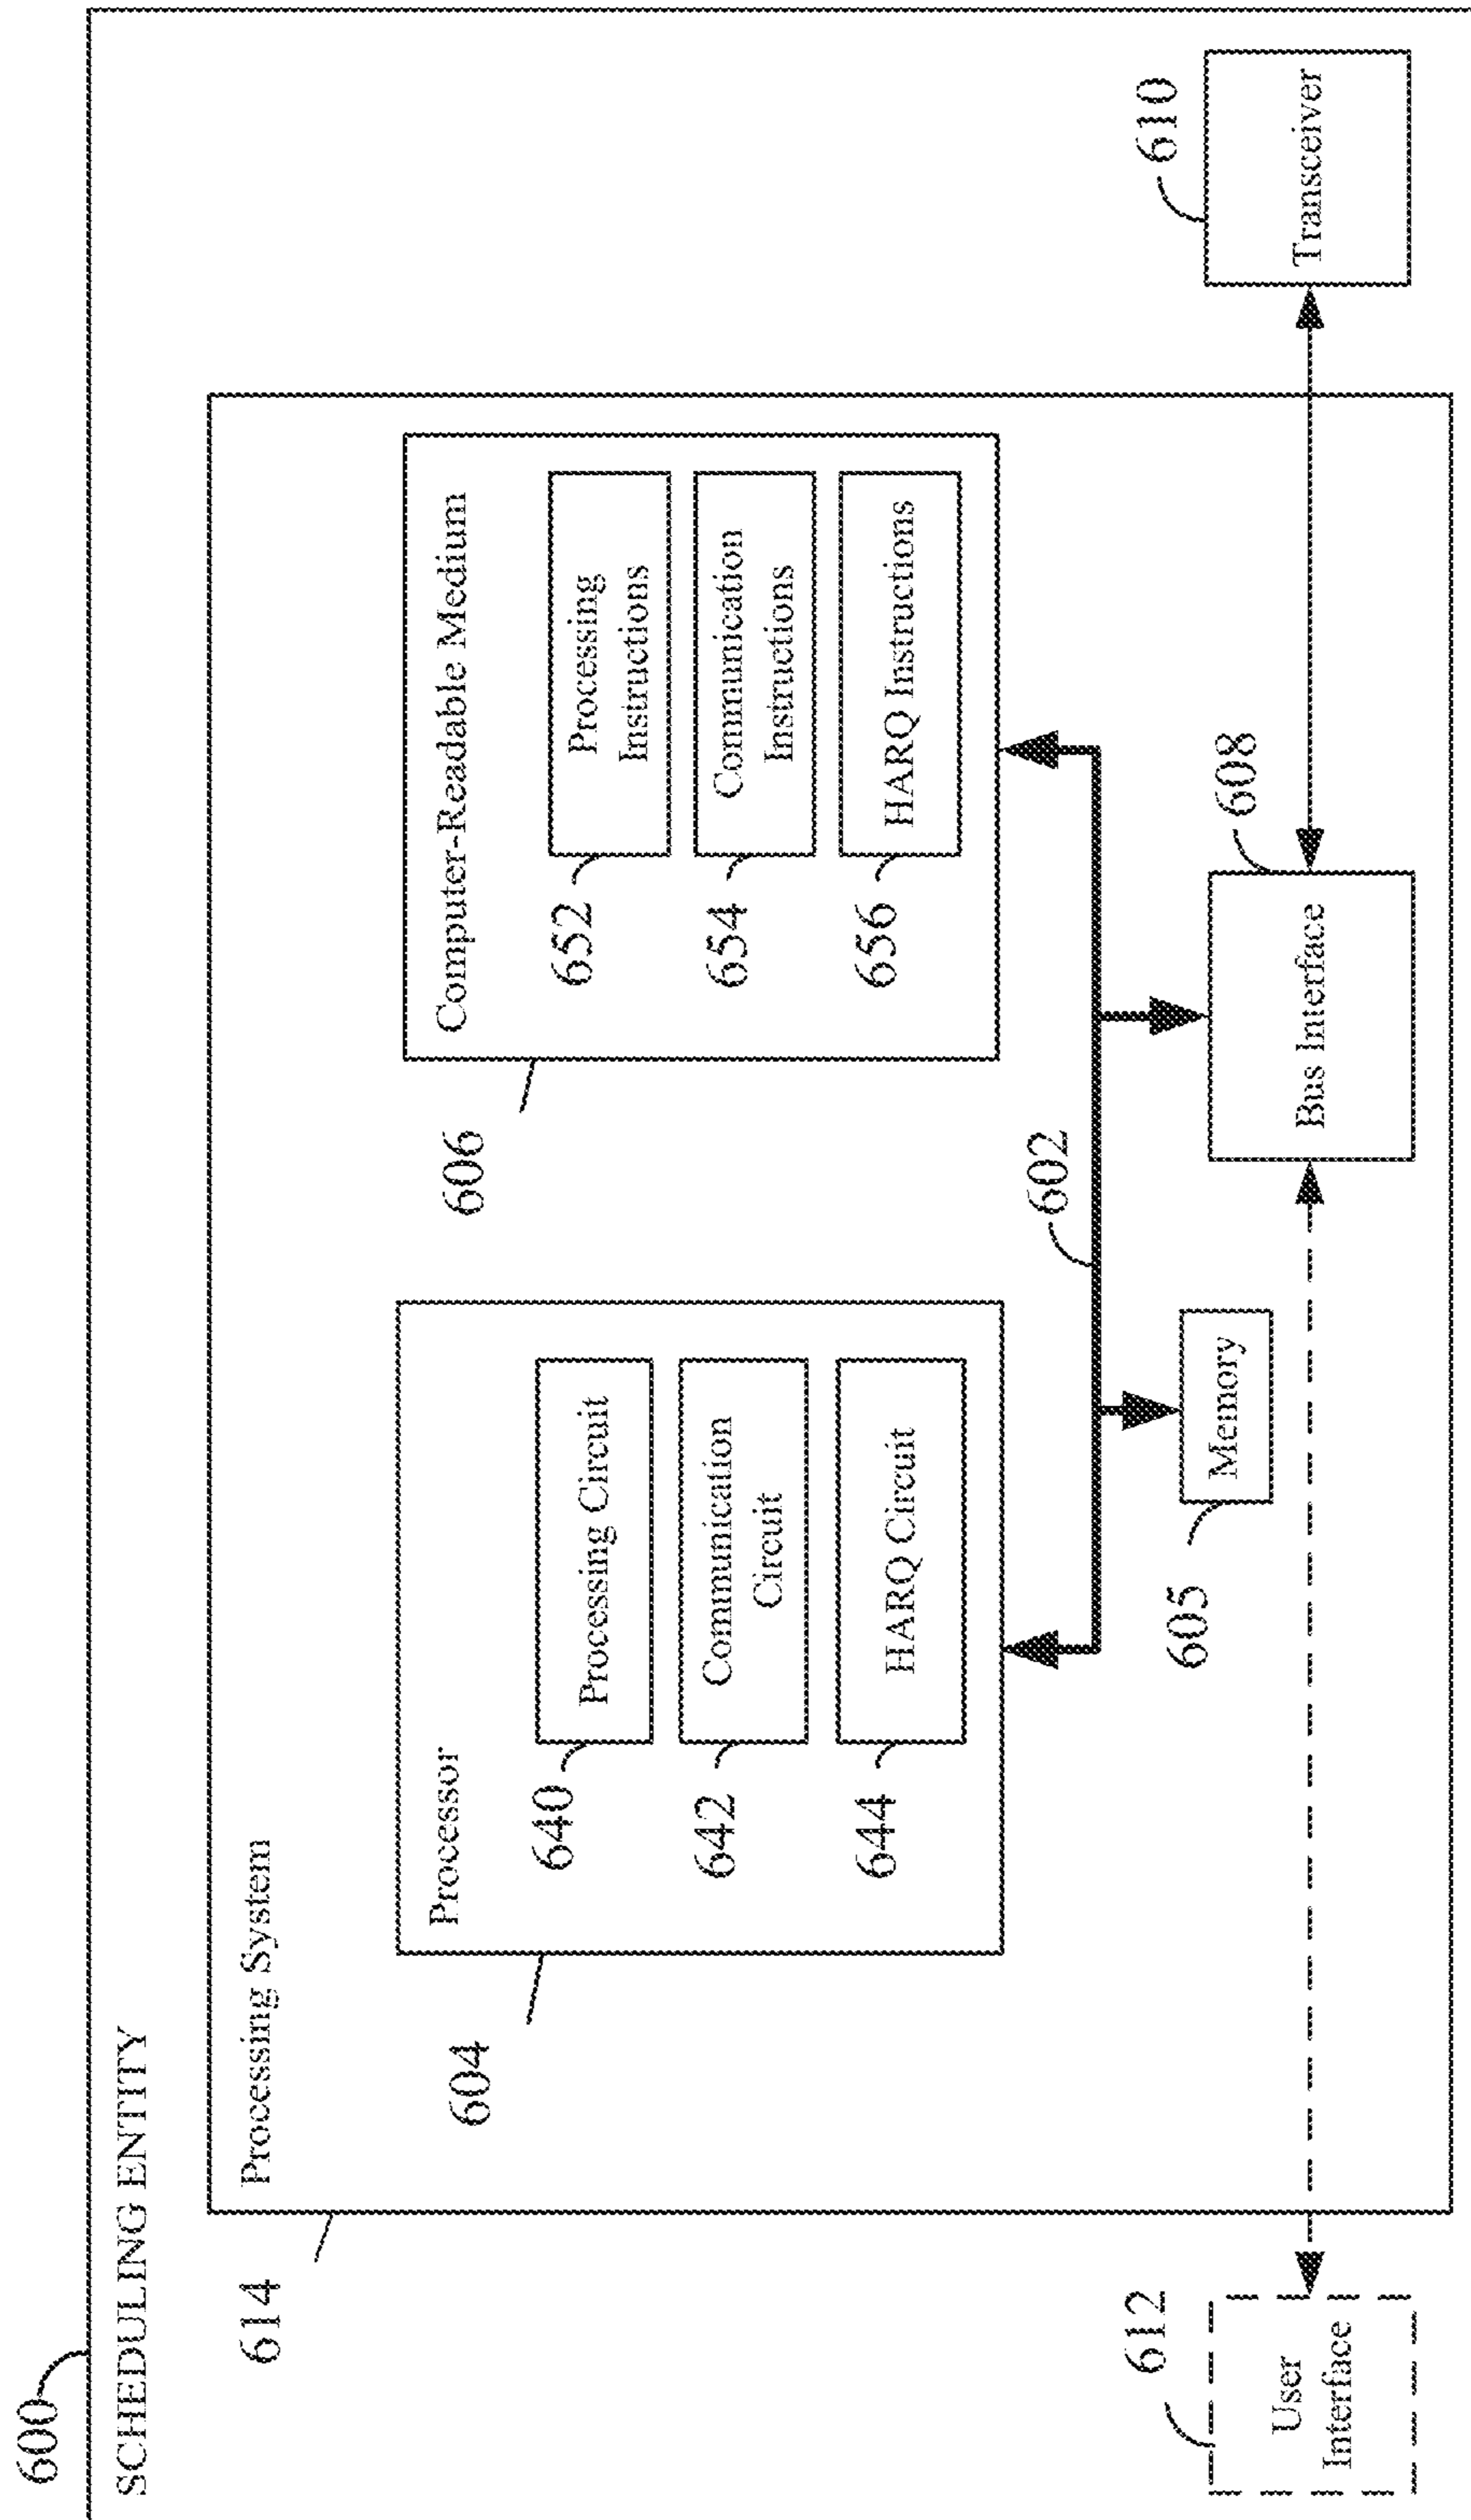 600
SCHEDULING ENTITY
614
Processing System
604
Processor
640
Processing Circuit
642
Communication
Circuit
644
HARQ Circuit
606
Computer-Readable Medium
652
Processing
Instructions
654
Communication
Instructions
656
HARQ Instructions
602
605
Memory
608
Bus Interface
610
Transceiver
612
User
Interface